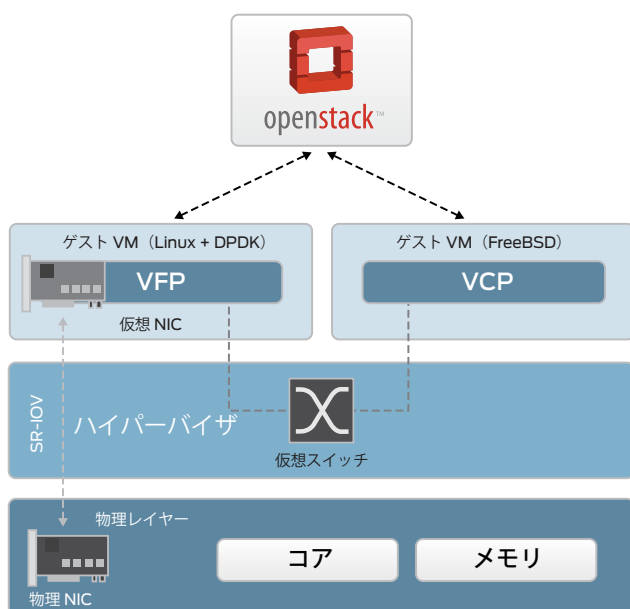 openstack™
ゲスト VM（Linux + DPDK）
VFP
仮想 NIC
ゲスト VM（FreeBSD）
VCP
SR-IOV
ハイパーバイザ
仮想スイッチ
物理レイヤー
物理 NIC
コア
メモリ